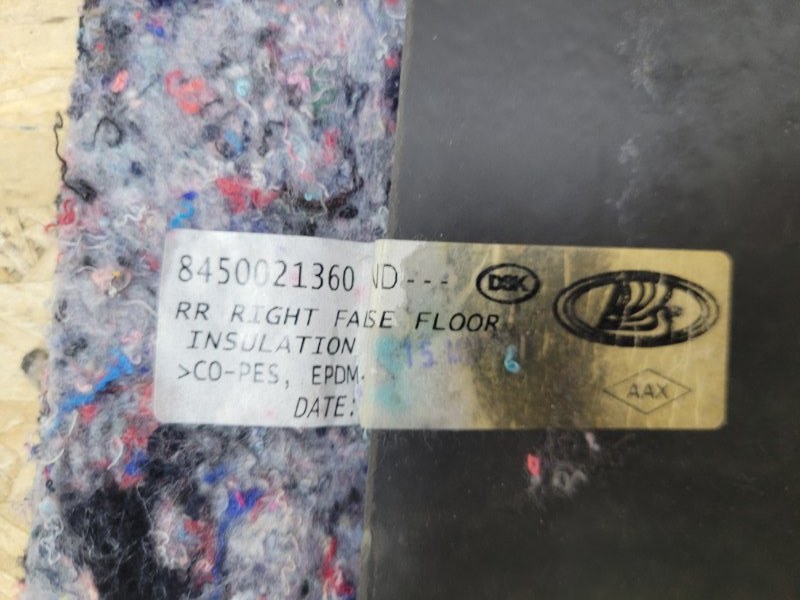 8450021360 ND---
DSK
RR RIGHT FALSE FLOOR
INSULATION
>CO-PES, EPDM
DATE:
AAX